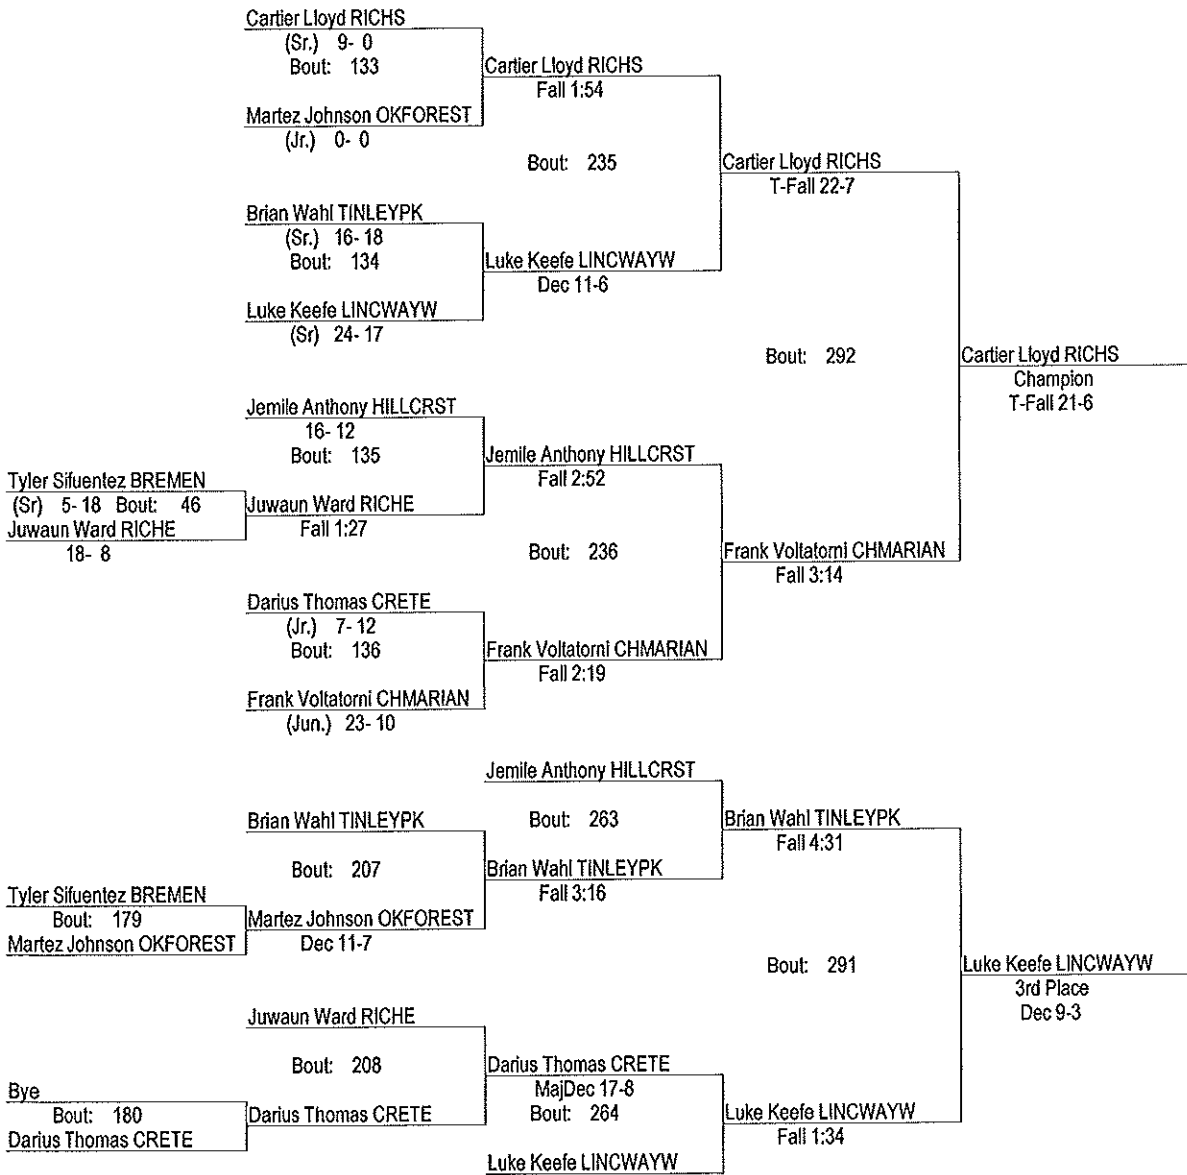 Cartier Lloyd RICHS
(Sr.) 9- 0
Bout: 133
Cartier Lloyd RICHS
Fall 1:54
Martez Johnson OKFOREST
(Jr.) 0- 0
Bout: 235
Cartier Lloyd RICHS
T-Fall 22-7
Brian Wahl TINLEYPK
(Sr.) 16- 18
Bout: 134
Luke Keefe LINCWAYW
Dec 11-6
Luke Keefe LINCWAYW
(Sr) 24- 17
Bout: 292
Cartier Lloyd RICHS
Champion
T-Fall 21-6
Jemile Anthony HILLCRST
16- 12
Bout: 135
Jemile Anthony HILLCRST
Fall 2:52
Tyler Sifuentez BREMEN
(Sr) 5- 18 Bout: 46
Juwaun Ward RICHE
18- 8
Juwaun Ward RICHE
Fall 1:27
Bout: 236
Frank Voltatorni CHMARIAN
Fall 3:14
Darius Thomas CRETE
(Jr.) 7- 12
Bout: 136
Frank Voltatorni CHMARIAN
Fall 2:19
Frank Voltatorni CHMARIAN
(Jun.) 23- 10
Jemile Anthony HILLCRST
Bout: 263
Brian Wahl TINLEYPK
Fall 4:31
Brian Wahl TINLEYPK
Bout: 207
Brian Wahl TINLEYPK
Fall 3:16
Tyler Sifuentez BREMEN
Bout: 179
Martez Johnson OKFOREST
Martez Johnson OKFOREST
Dec 11-7
Bout: 291
Luke Keefe LINCWAYW
3rd Place
Dec 9-3
Juwaun Ward RICHE
Bout: 208
Darius Thomas CRETE
MajDec 17-8
Bout: 264
Bye
Bout: 180
Darius Thomas CRETE
Darius Thomas CRETE
Luke Keefe LINCWAYW
Fall 1:34
Luke Keefe LINCWAYW